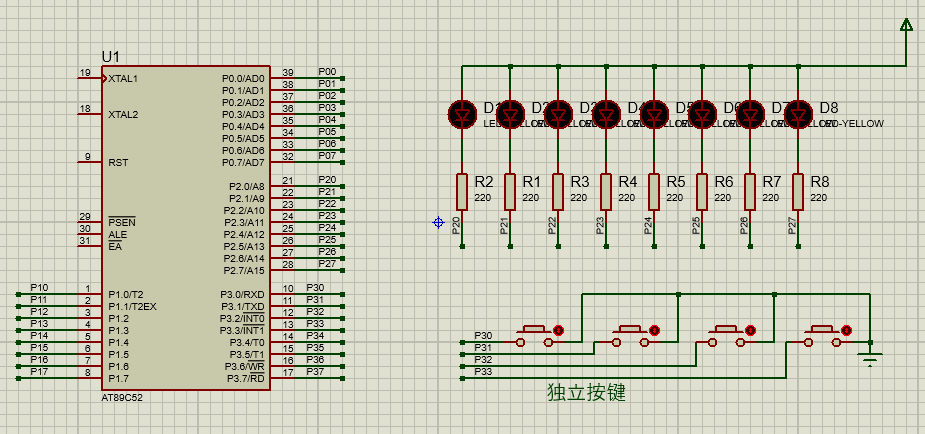 U1
19 XTAL1
18 XTAL2
9 RST
29 PSEN
30 ALE
31 EA
P10 1 P1.0/T2
P11 2 P1.1/T2EX
P12 3 P1.2
P13 4 P1.3
P14 5 P1.4
P15 6 P1.5
P16 7 P1.6
P17 8 P1.7
P0.0/AD0 39 P00
P0.1/AD1 38 P01
P0.2/AD2 37 P02
P0.3/AD3 36 P03
P0.4/AD4 35 P04
P0.5/AD5 34 P05
P0.6/AD6 33 P06
P0.7/AD7 32 P07
P2.0/A8 21 P20
P2.1/A9 22 P21
P2.2/A10 23 P22
P2.3/A11 24 P23
P2.4/A12 25 P24
P2.5/A13 26 P25
P2.6/A14 27 P26
P2.7/A15 28 P27
P3.0/RXD 10 P30
P3.1/TXD 11 P31
P3.2/INT0 12 P32
P3.3/INT1 13 P33
P3.4/T0 14 P34
P3.5/T1 15 P35
P3.6/WR 16 P36
P3.7/RD 17 P37
AT89C52
D1 D2 D3 D4 D5 D6 D7 D8
LED-YELLOW
R2 R1 R3 R4 R5 R6 R7 R8
220 220 220 220 220 220 220 220
P20 P21 P22 P23 P24 P25 P26 P27
P30
P31
P32
P33
独立按键